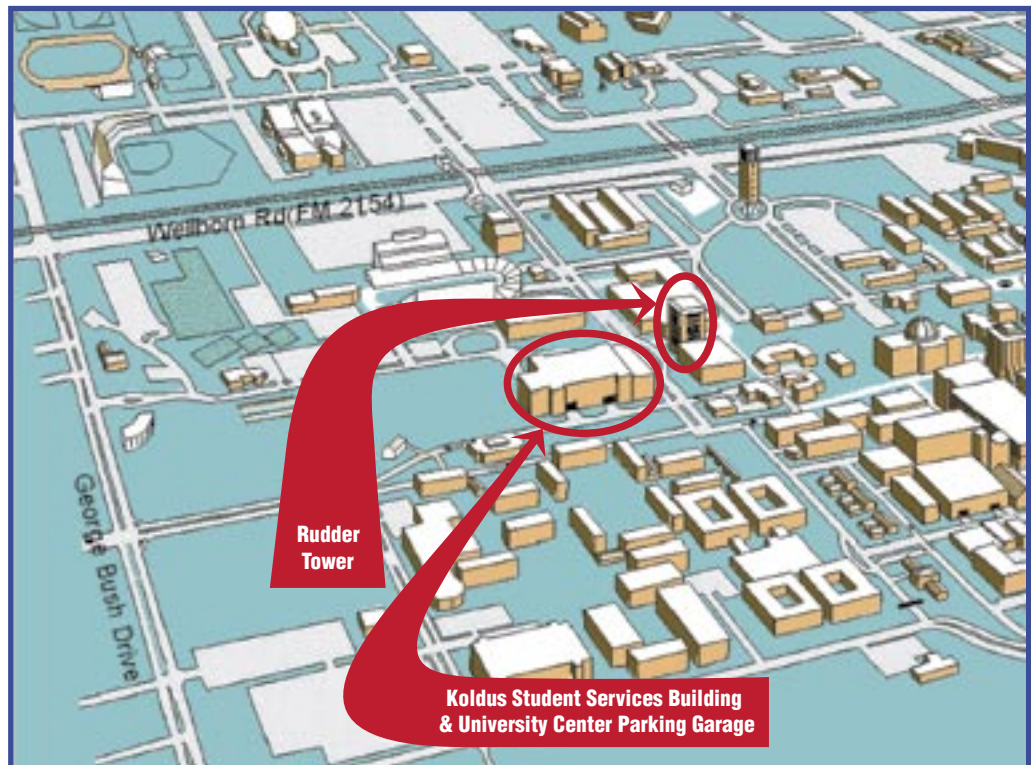 Wellborn Rd(FM 2154)
George Bush Drive
Rudder
Tower
Koldus Student Services Building
& University Center Parking Garage